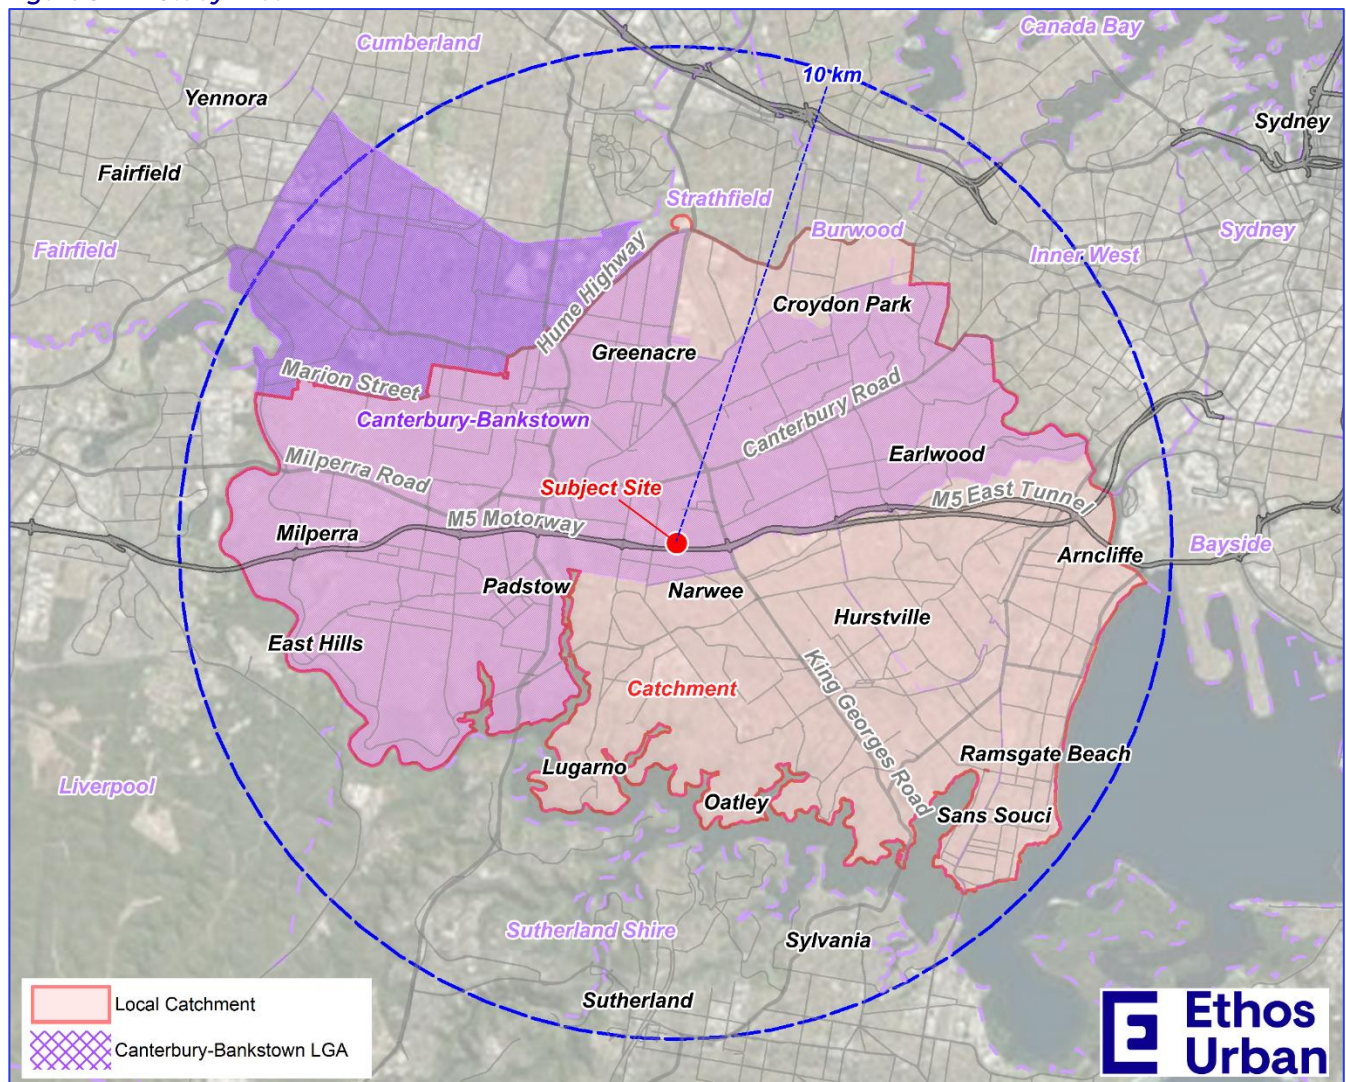 Cumberland
Canada Bay
10 km
Yennora
Sydney
Fairfield
Strathfield
Fairfield
Burwood
Sydney
Inner West
Hume Highway
Croydon Park
Greenacre
Marion Street
Canterbury-Bankstown
Canterbury Road
Earlwood
Milperra Road
Subject Site
M5 East Tunnel
M5 Motorway
Milperra
Bayside
Arncliffe
Padstow
Narwee
Hurstville
East Hills
Catchment
King Georges Road
Ramsgate Beach
Lugarno
Liverpool
Oatley
Sans Souci
Sutherland Shire
Sylvania
Sutherland
Local Catchment
Canterbury-Bankstown LGA
Ethos
Urban